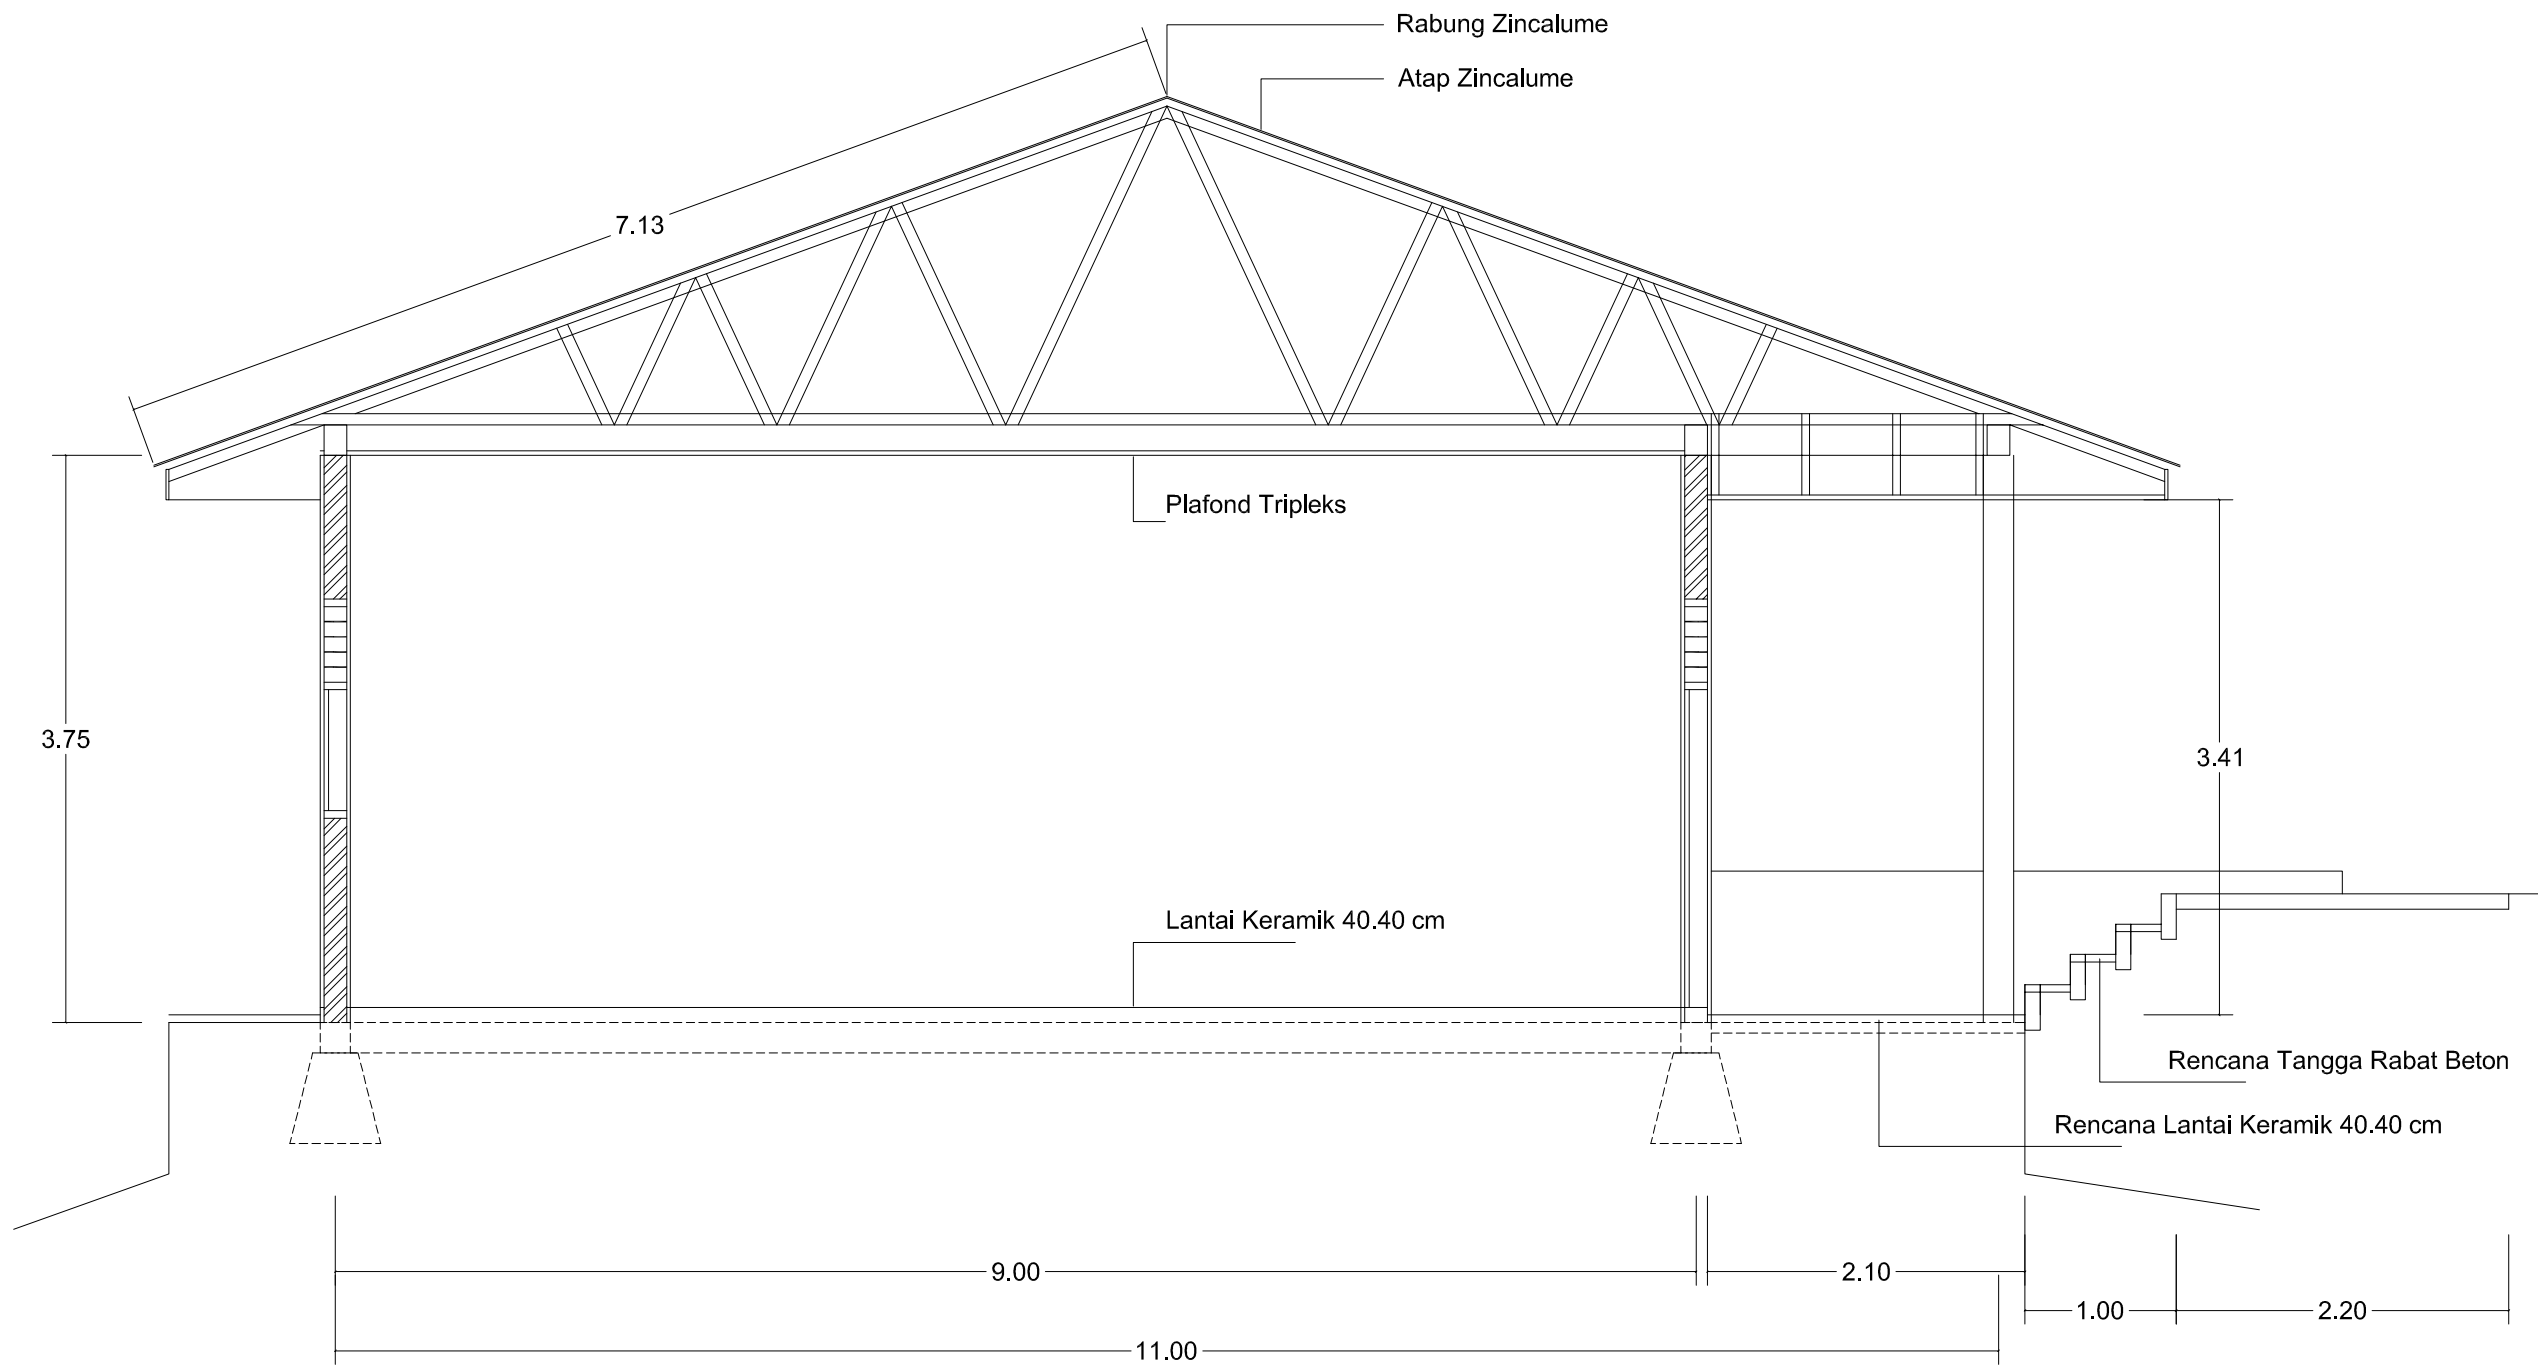 Rabung Zincalume
Atap Zincalume
7.13
Plafond Tripleks
3.75
3.41
Lantai Keramik 40.40 cm
Rencana Tangga Rabat Beton
Rencana Lantai Keramik 40.40 cm
9.00
2.10
1.00
2.20
11.00